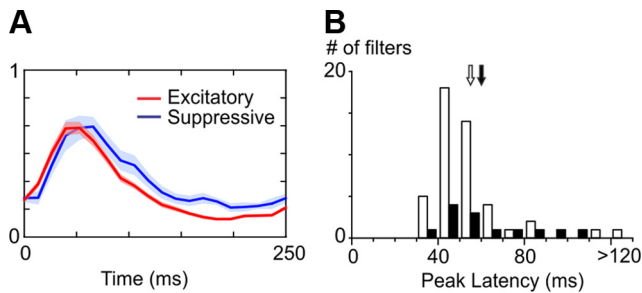 A
1
Excitatory
Suppressive
0
0
250
Time (ms)
B
# of filters
20
10
0
0
40
80
>120
Peak Latency (ms)